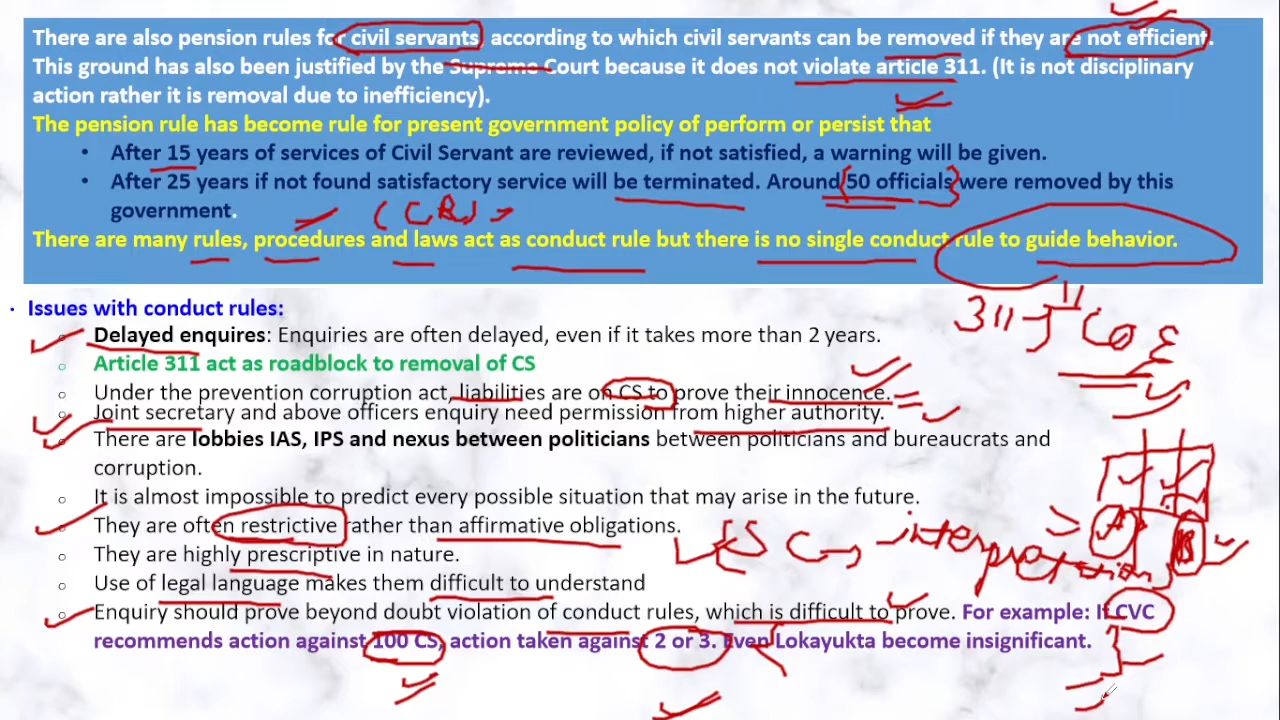 There are also pension rules for civil servants, according to which civil servants can be removed if they are not efficient.
This ground has also been justified by the Supreme Court because it does not violate article 311. (It is not disciplinary
action rather it is removal due to inefficiency).
The pension rule has become rule for present government policy of perform or persist that
• After 15 years of services of Civil Servant are reviewed, if not satisfied, a warning will be given.
• After 25 years if not found satisfactory service will be terminated. Around 50 officials were removed by this
government.
(CR)
There are many rules, procedures and laws act as conduct rule but there is no single conduct rule to guide behavior.
· Issues with conduct rules:
311
COE
○ Delayed enquires: Enquiries are often delayed, even if it takes more than 2 years.
○ Article 311 act as roadblock to removal of CS
○ Under the prevention corruption act, liabilities are on CS to prove their innocence.
○ Joint secretary and above officers enquiry need permission from higher authority.
○ There are lobbies IAS, IPS and nexus between politicians between politicians and bureaucrats and
corruption.
○ It is almost impossible to predict every possible situation that may arise in the future.
○ They are often restrictive rather than affirmative obligations.
interpretation
A
B
○ They are highly prescriptive in nature.
○ Use of legal language makes them difficult to understand
○ Enquiry should prove beyond doubt violation of conduct rules, which is difficult to prove. For example: If CVC
recommends action against 100 CS, action taken against 2 or 3. Even Lokayukta become insignificant.